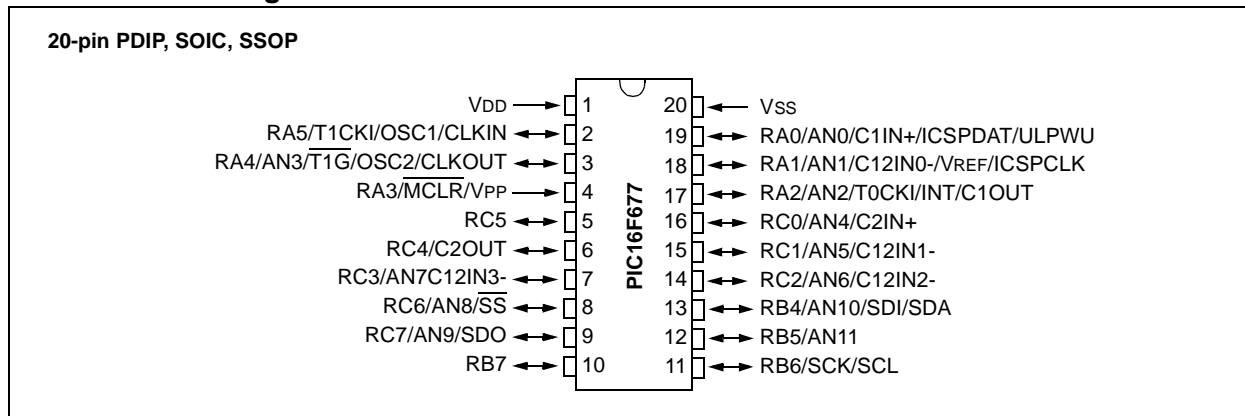 20-pin PDIP, SOIC, SSOP
VDD 1 20 VSS
RA5/T1CKI/OSC1/CLKIN 2 19 RA0/AN0/C1IN+/ICSPDAT/ULPWU
RA4/AN3/T1G/OSC2/CLKOUT 3 18 RA1/AN1/C12IN0-/VREF/ICSPCLK
RA3/MCLR/VPP 4 17 RA2/AN2/T0CKI/INT/C1OUT
RC5 5 16 RC0/AN4/C2IN+
RC4/C2OUT 6 15 RC1/AN5/C12IN1-
RC3/AN7C12IN3- 7 14 RC2/AN6/C12IN2-
RC6/AN8/SS 8 13 RB4/AN10/SDI/SDA
RC7/AN9/SDO 9 12 RB5/AN11
RB7 10 11 RB6/SCK/SCL
PIC16F677